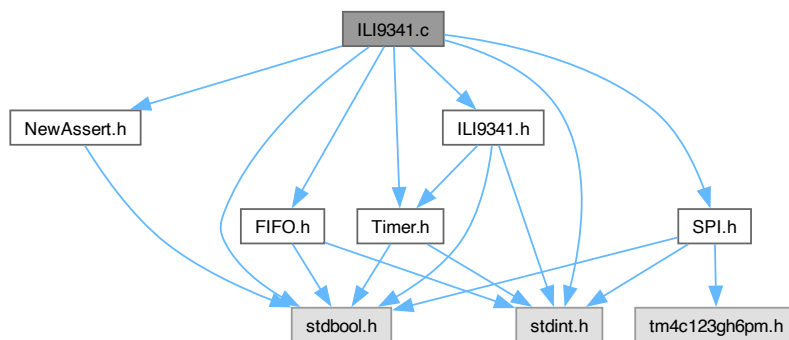 ILI9341.c
NewAssert.h
ILI9341.h
FIFO.h
Timer.h
SPI.h
stdbool.h
stdint.h
tm4c123gh6pm.h